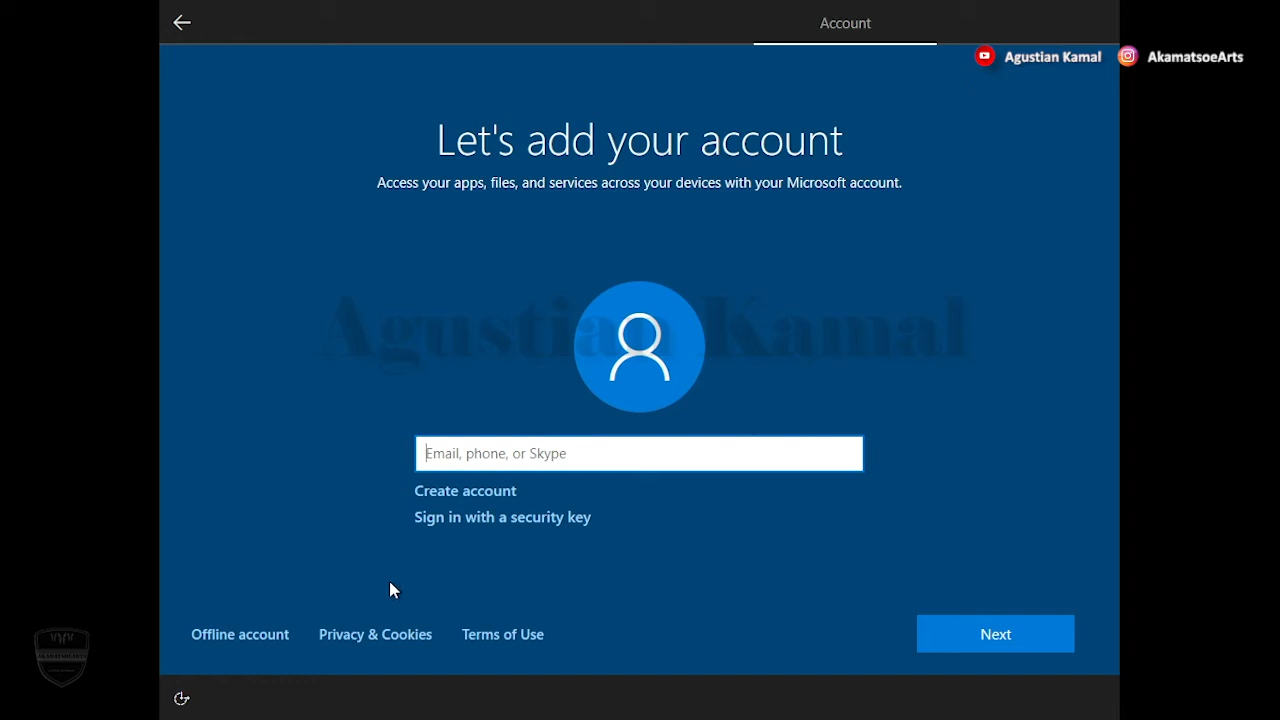 Account
Agustian Kamal
AkamatsoeArts
Let's add your account
Access your apps, files, and services across your devices with your Microsoft account.
Agustian Kamal
Email, phone, or Skype
Create account
Sign in with a security key
Offline account
Privacy & Cookies
Terms of Use
Next
AKAMATSOEARTS